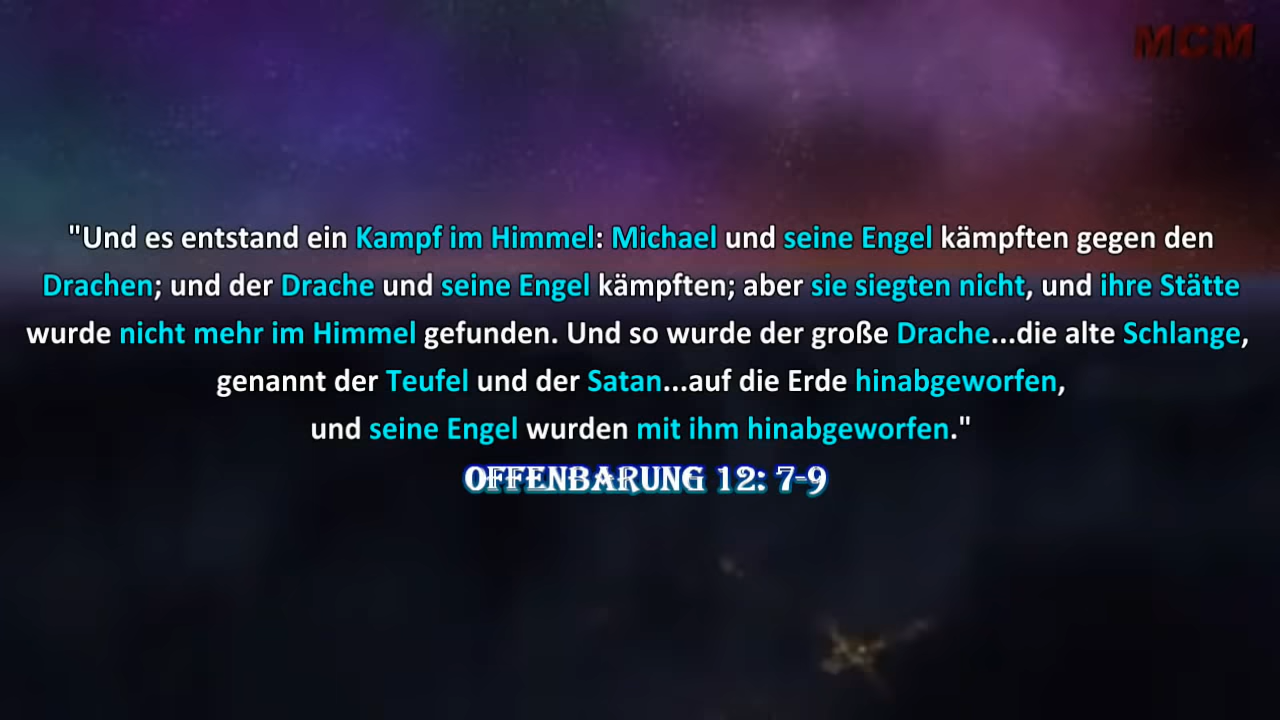 MCM
"Und es entstand ein Kampf im Himmel: Michael und seine Engel kämpften gegen den
Drachen; und der Drache und seine Engel kämpften; aber sie siegten nicht, und ihre Stätte
wurde nicht mehr im Himmel gefunden. Und so wurde der große Drache...die alte Schlange,
genannt der Teufel und der Satan...auf die Erde hinabgeworfen,
und seine Engel wurden mit ihm hinabgeworfen."
OFFENBARUNG 12: 7-9